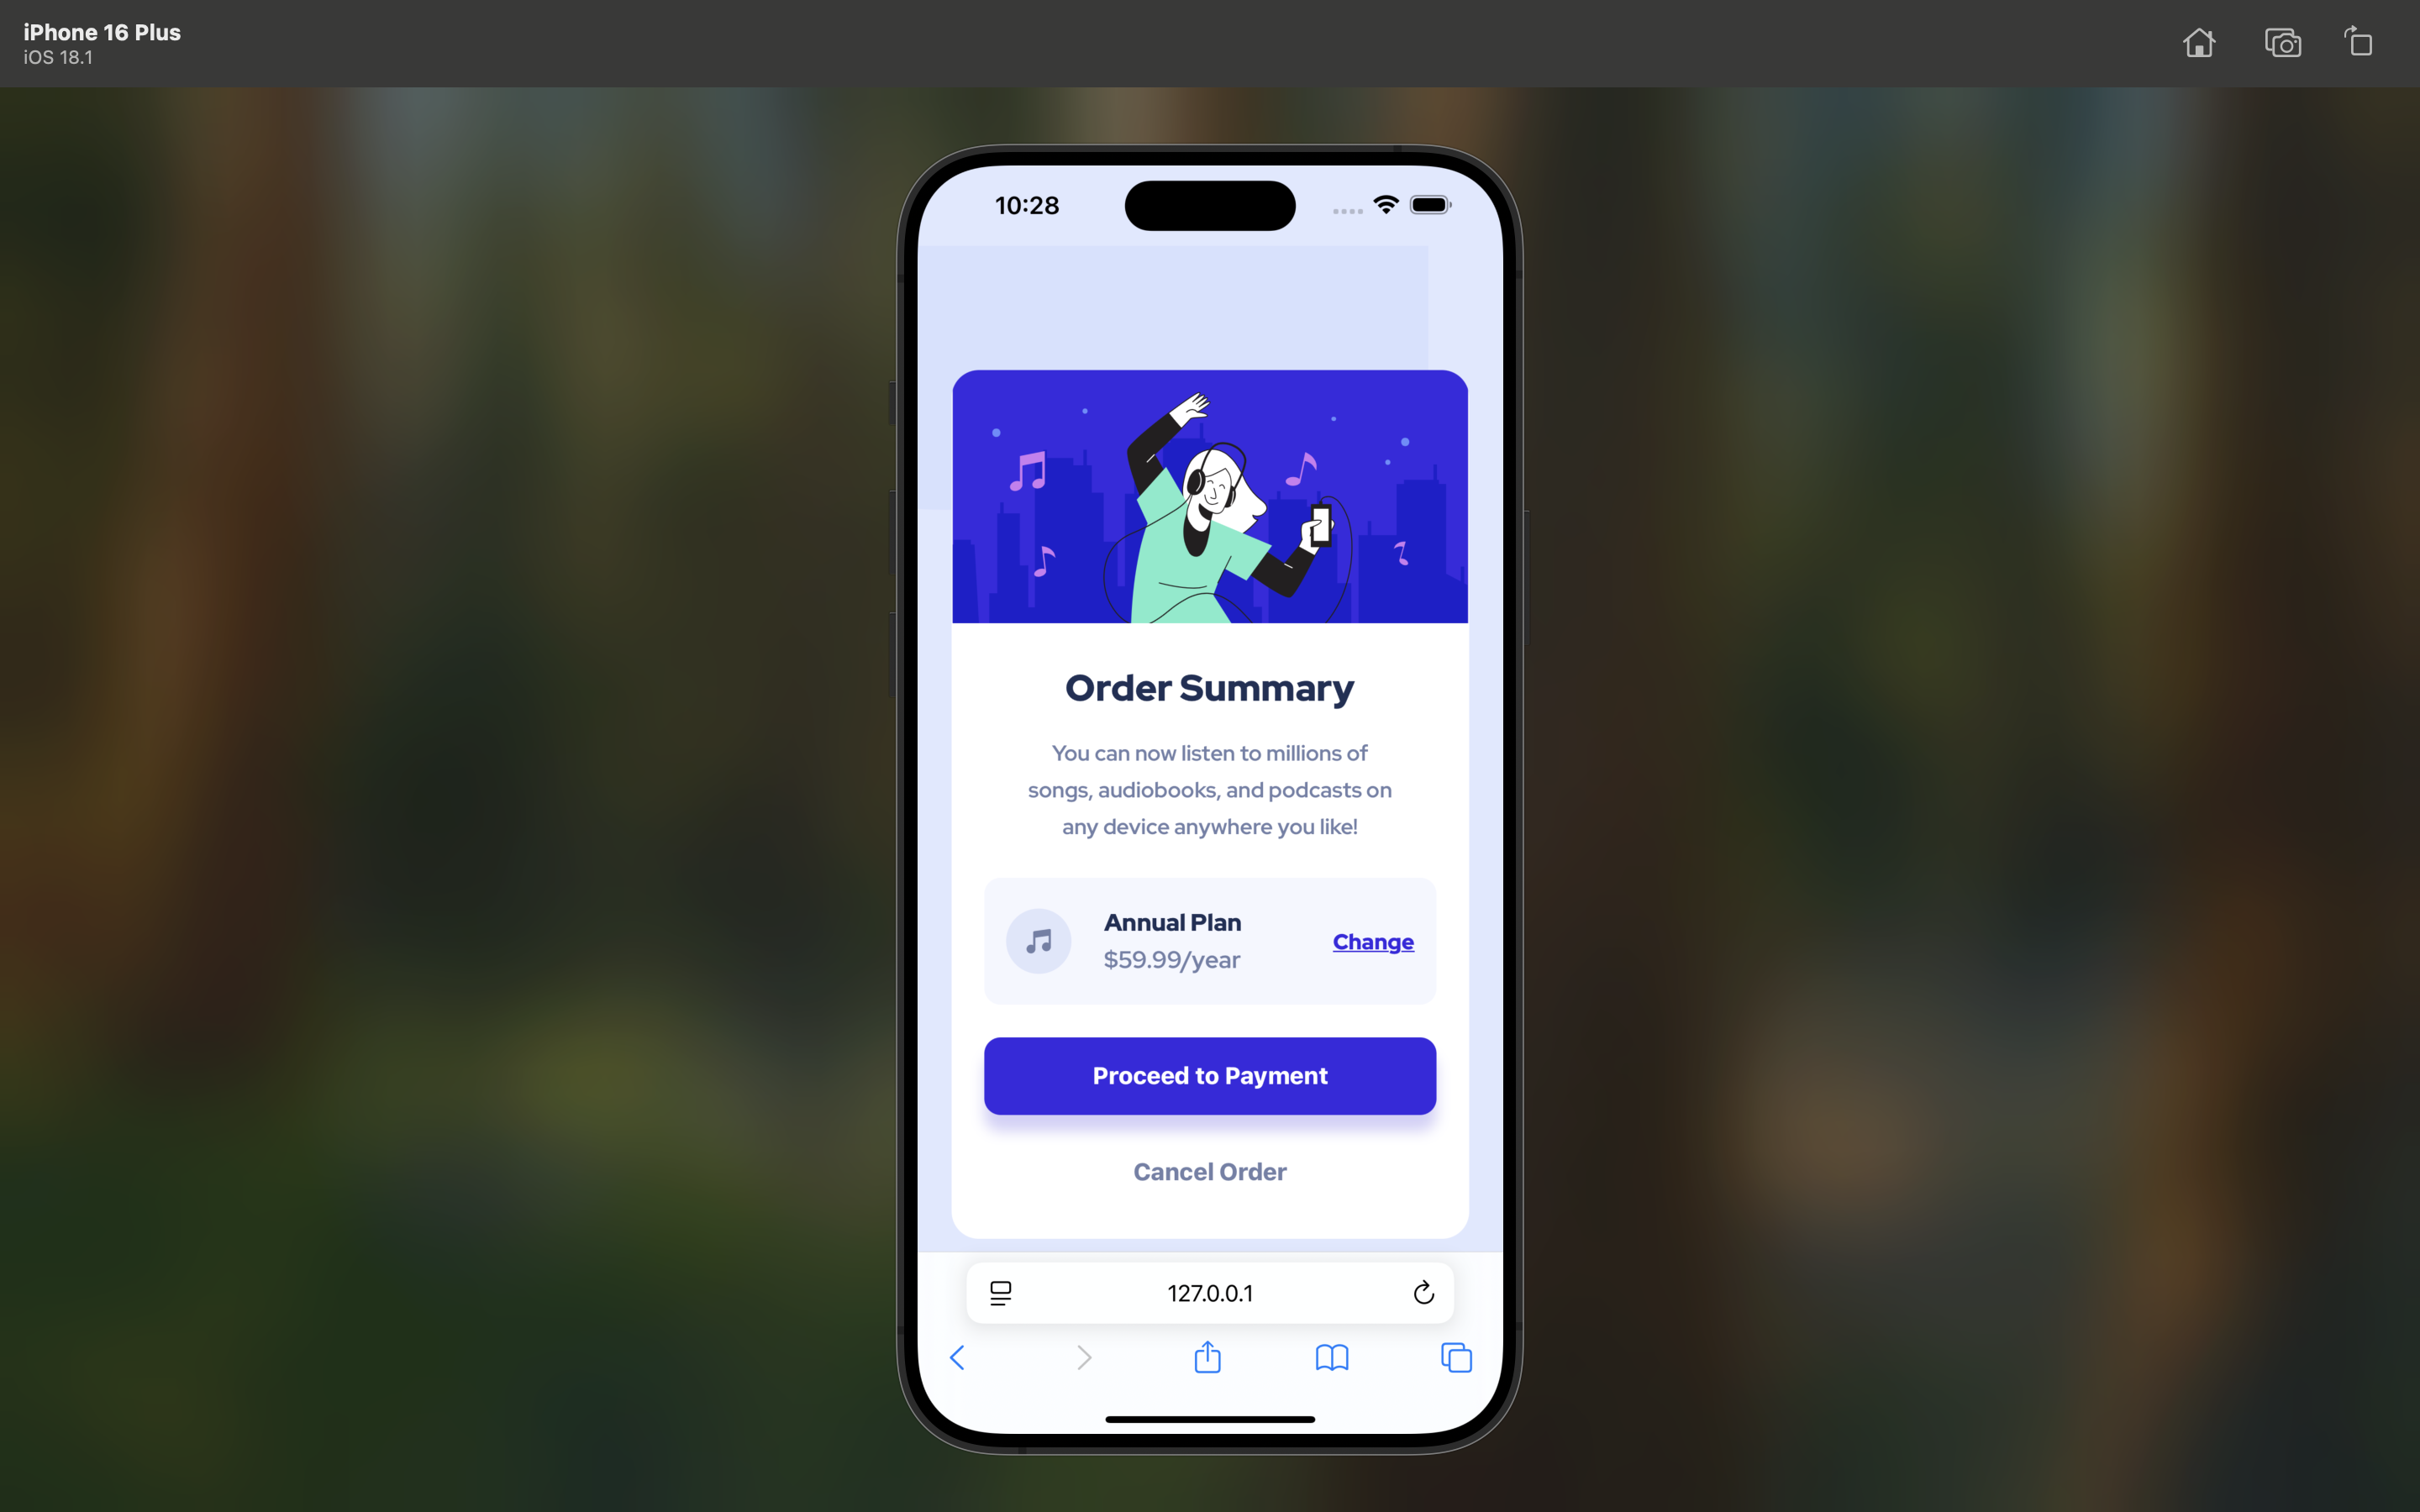 iPhone 16 Plus
iOS 18.1
10:28
Order Summary
You can now listen to millions of
songs, audiobooks, and podcasts on
any device anywhere you like!
Annual Plan
$59.99/year
Change
Proceed to Payment
Cancel Order
127.0.0.1